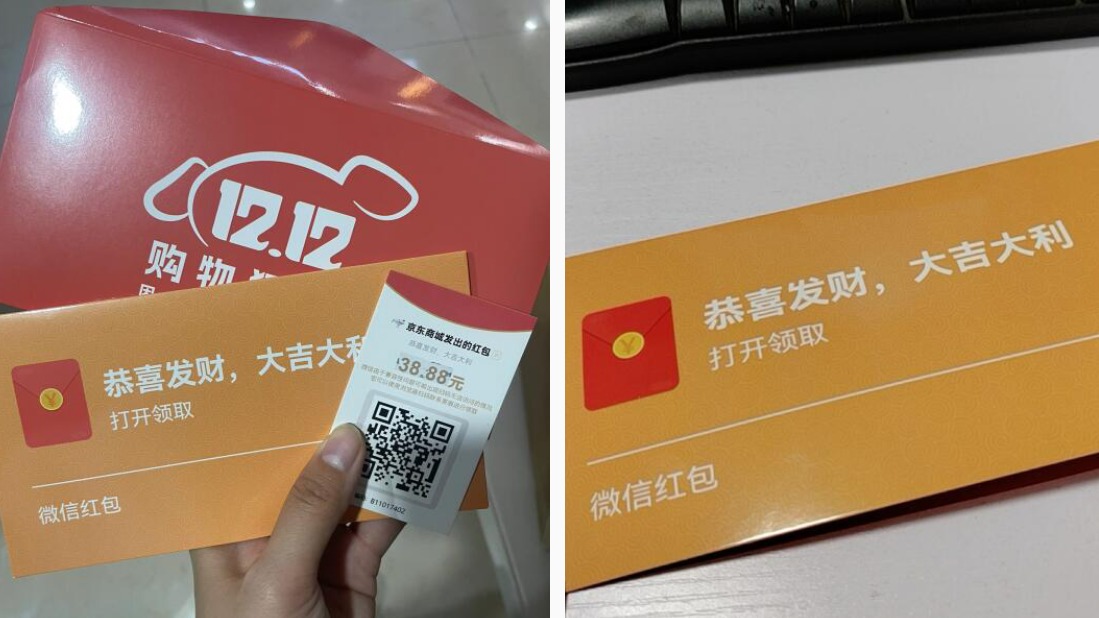 12.12
购物
恭喜发财，大吉大利
打开领取
微信红包
京东商城发出的红包
恭喜发财，大吉大利
38.88元
811017402
恭喜发财，大吉大利
打开领取
微信红包